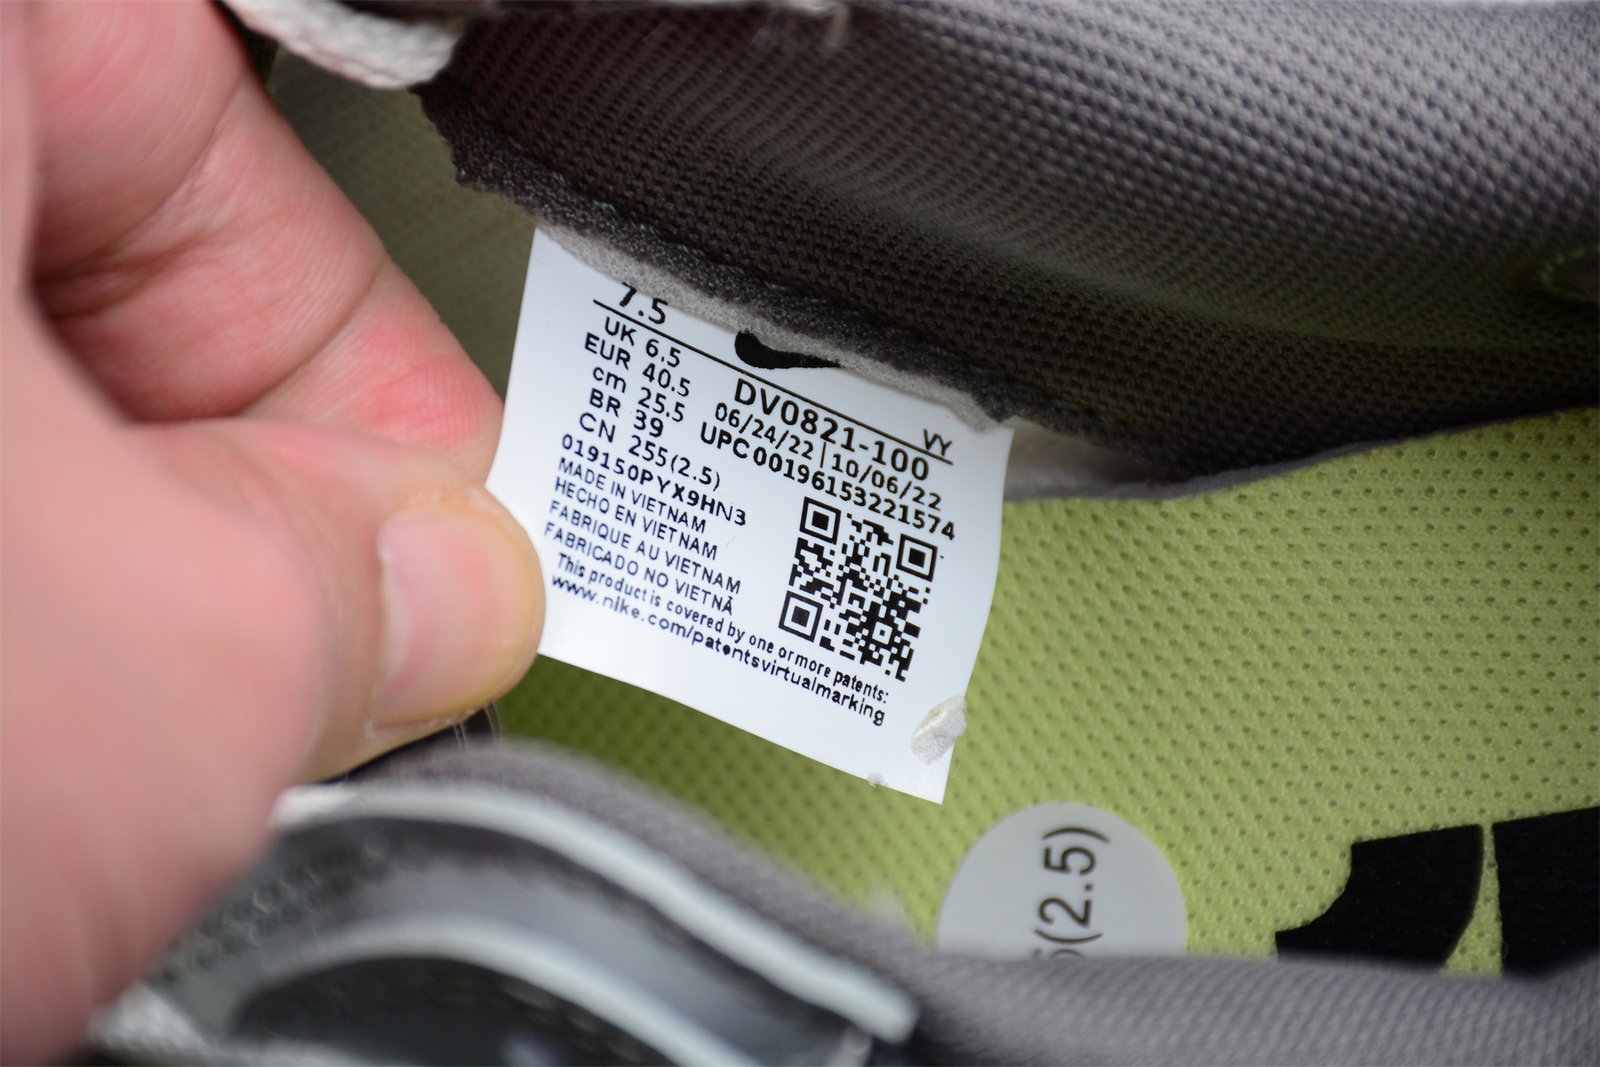 7.5
UK 6.5
EUR 40.5
cm 25.5
BR 39
CN 255(2.5)
VY
DV0821-100
06/24/22 | 10/06/22
UPC 00196153221574
019150PYX9HN3
MADE IN VIETNAM
HECHO EN VIETNAM
FABRIQUE AU VIETNAM
FABRICADO NO VIETNÃ
This product is covered by one or more patents:
www.nike.com/patentsvirtualmarking
(2.5)